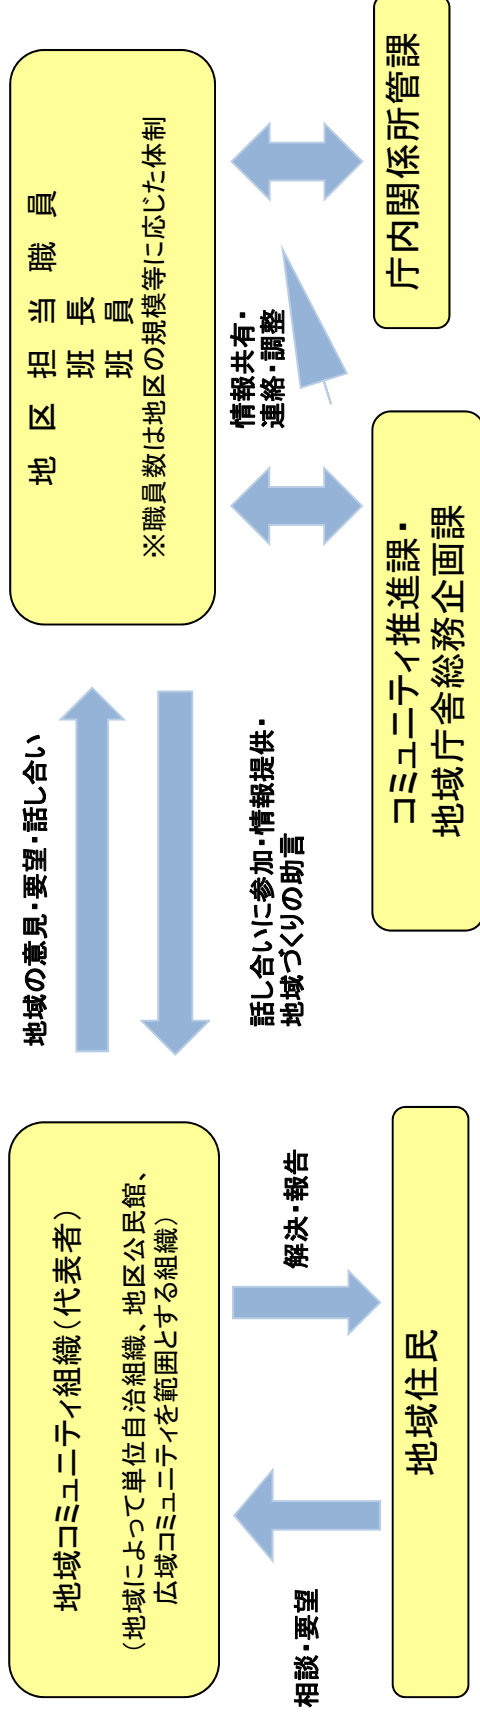 地域コミュニティ組織(代表者)
(地域によって単位自治組織、地区公民館、
広域コミュニティを範囲とする組織)
地域の意見・要望・話し合い
地 区 担 当 職 員
班 長
班 員
※職員数は地区の規模等に応じた体制
話し合いに参加・情報提供・
地域づくりの助言
情報共有・
連絡・調整
相談・要望
解決・報告
地域住民
コミュニティ推進課・
地域庁舎総務企画課
庁内関係所管課